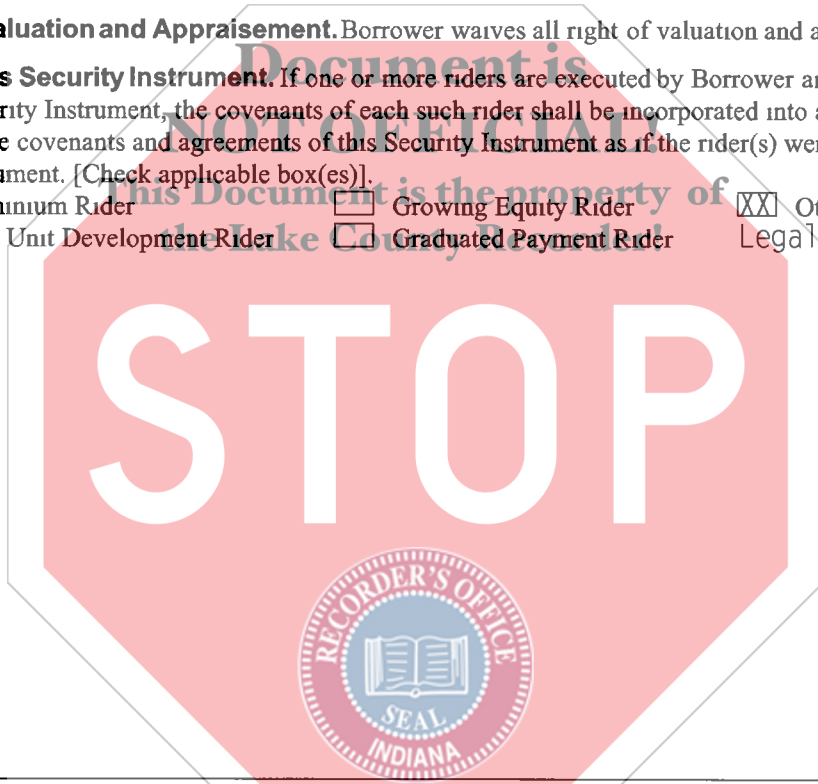 aluation and Appraisement. Borrower waives all right of valuation and a
Document is
s Security Instrument. If one or more riders are executed by Borrower an
rity Instrument, the covenants of each such rider shall be incorporated into a
NOT OFFICIAL!
e covenants and agreements of this Security Instrument as if the rider(s) wer
ument. [Check applicable box(es)].
This Document is the property of
ninium Rider Growing Equity Rider XX Ot
Unit Development Rider Graduated Payment Rider Legal
the Lake County Recorder!
STOP
RECORDER'S OFFICE
SEAL
INDIANA